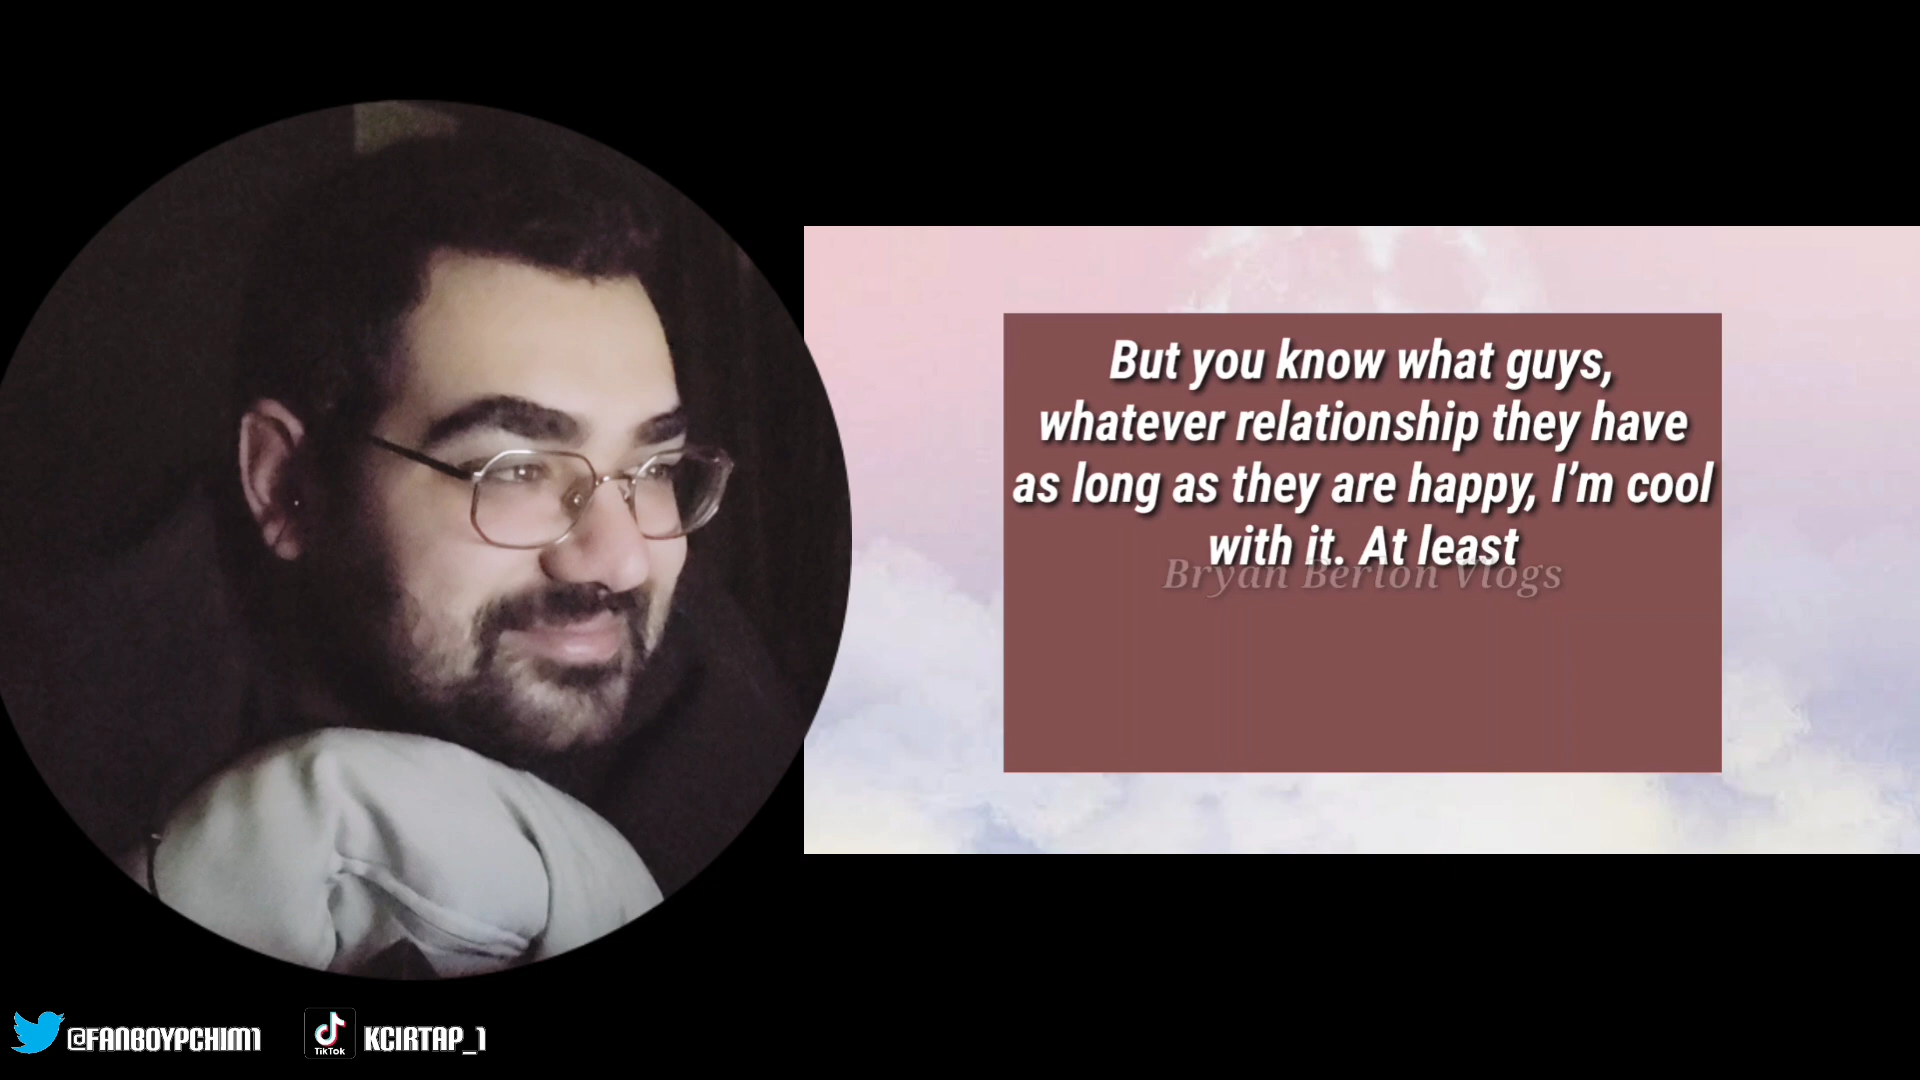 But you know what guys,
whatever relationship they have
as long as they are happy, I'm cool
with it. At least
Bryan Berton Vlogs
@FANBOYPCHIM1
TikTok
KCIRTAP_1